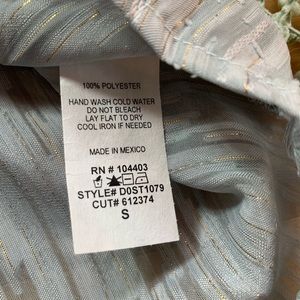 100% POLYESTER
HAND WASH COLD WATER
DO NOT BLEACH
LAY FLAT TO DRY
COOL IRON IF NEEDED
MADE IN MEXICO
RN # 104403
STYLE# D0ST1079
CUT# 612374
S